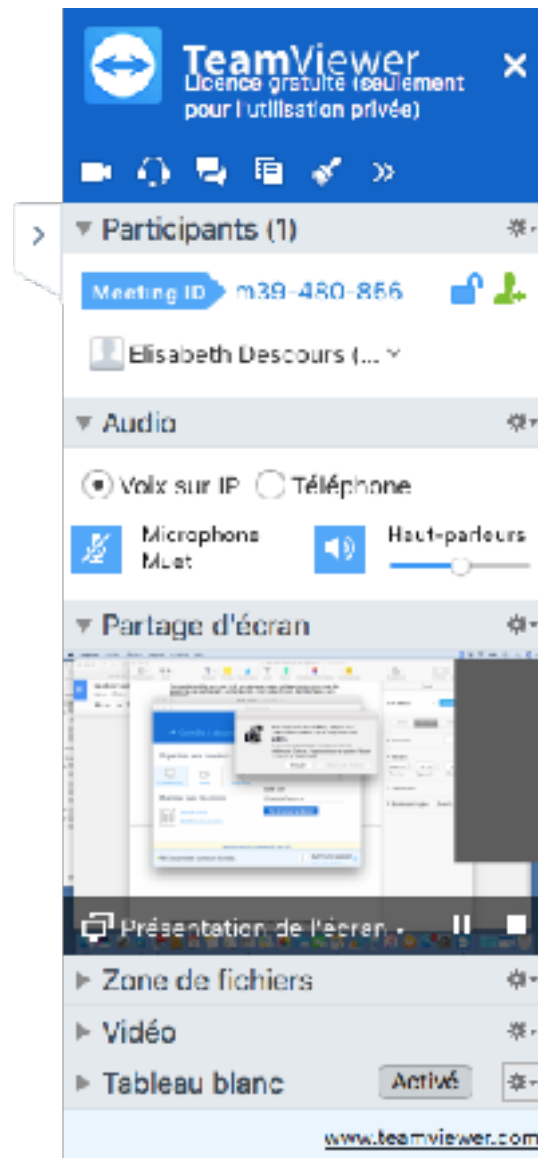 TeamViewer
Licence gratuite (seulement
pour l'utilisation privée)
Participants (1)
Meeting ID m39-480-856
Elisabeth Descours (...
Audio
Voix sur IP Téléphone
Microphone
Muet
Haut-parleurs
Partage d'écran
Présentation de l'écran
Zone de fichiers
Vidéo
Tableau blanc Activé
www.teamviewer.com